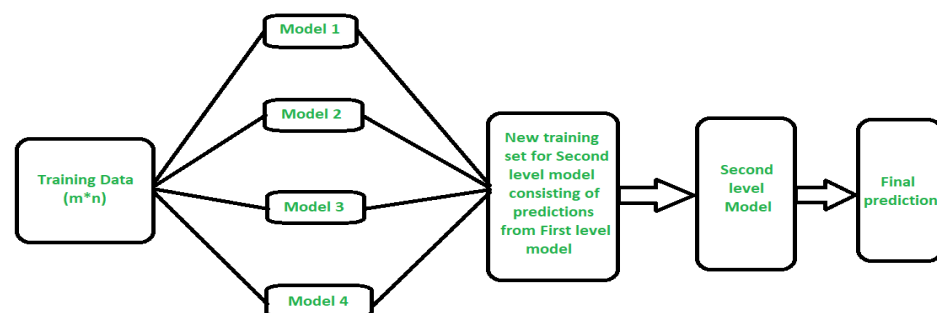 Training Data
(m*n)
Model 1
Model 2
Model 3
Model 4
New training
set for Second
level model
consisting of
predictions
from First level
model
Second
level
Model
Final
prediction